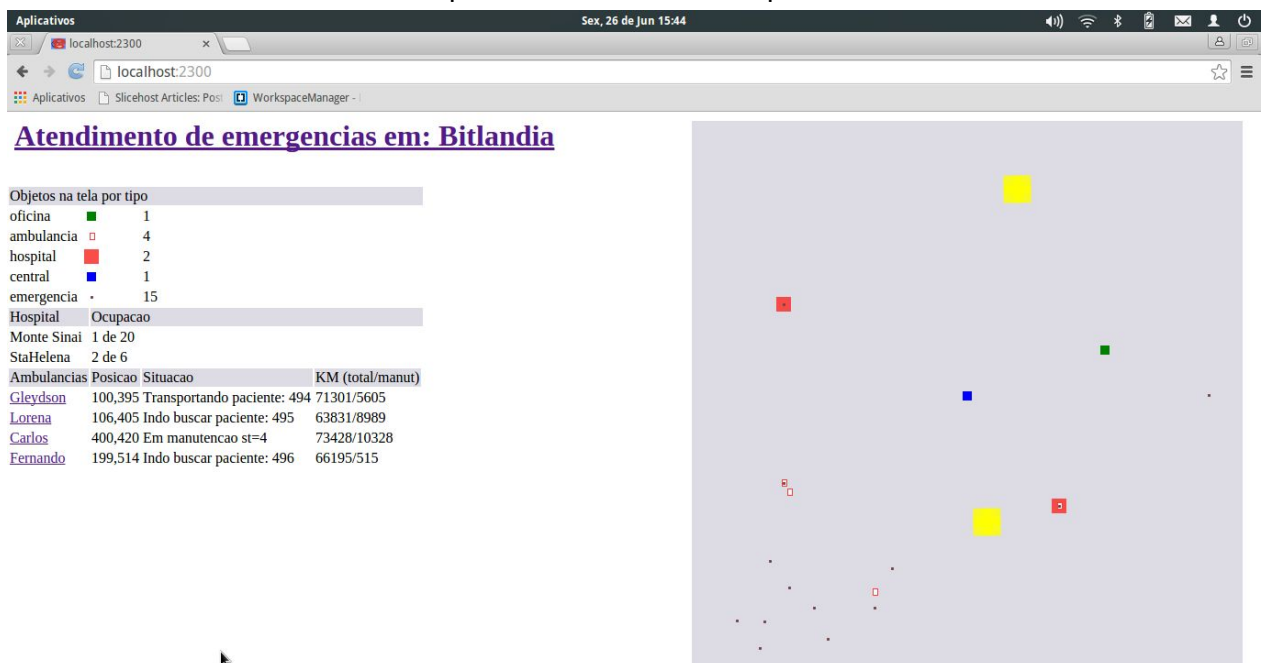 Aplicativos Sex, 26 de Jun 15:44
localhost:2300
localhost:2300
Aplicativos Slicehost Articles: Post WorkspaceManager -
Atendimento de emergencias em: Bitlandia
Objetos na tela por tipo
oficina 1
ambulancia 4
hospital 2
central 1
emergencia 15
Hospital Ocupacao
Monte Sinai 1 de 20
StaHelena 2 de 6
Ambulancias Posicao Situacao KM (total/manut)
Gleydson 100,395 Transportando paciente: 494 71301/5605
Lorena 106,405 Indo buscar paciente: 495 63831/8989
Carlos 400,420 Em manutencao st=4 73428/10328
Fernando 199,514 Indo buscar paciente: 496 66195/515